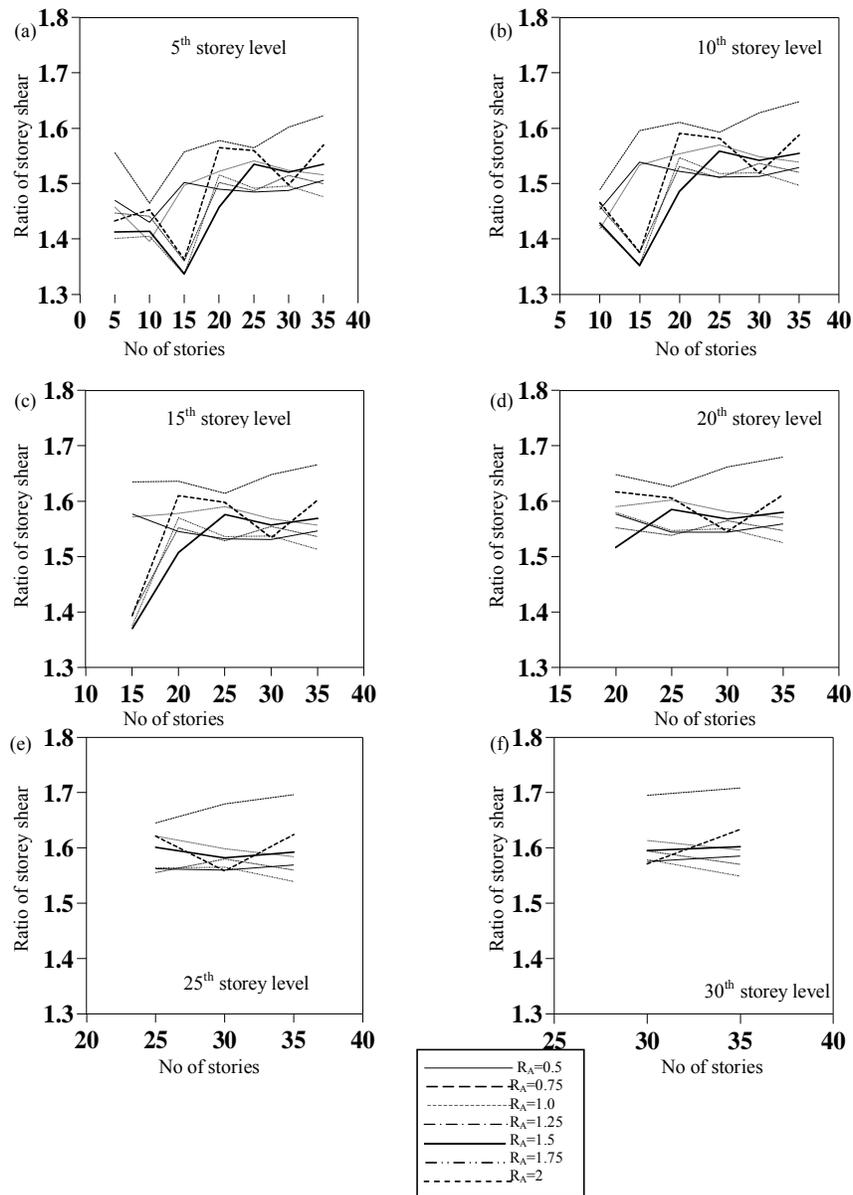 (a)
5th storey level
Ratio of storey shear
1.8
1.7
1.6
1.5
1.4
1.3
0 5 10 15 20 25 30 35 40
No of stories
(b)
10th storey level
Ratio of storey shear
1.8
1.7
1.6
1.5
1.4
1.3
5 10 15 20 25 30 35 40
No of stories
(c)
15th storey level
Ratio of storey shear
1.8
1.7
1.6
1.5
1.4
1.3
10 15 20 25 30 35 40
No of stories
(d)
20th storey level
Ratio of storey shear
1.8
1.7
1.6
1.5
1.4
1.3
15 20 25 30 35 40
No of stories
(e)
25th storey level
Ratio of storey shear
1.8
1.7
1.6
1.5
1.4
1.3
20 25 30 35 40
No of stories
(f)
30th storey level
Ratio of storey shear
1.8
1.7
1.6
1.5
1.4
1.3
25 30 35 40
No of stories
RA=0.5
RA=0.75
RA=1.0
RA=1.25
RA=1.5
RA=1.75
RA=2